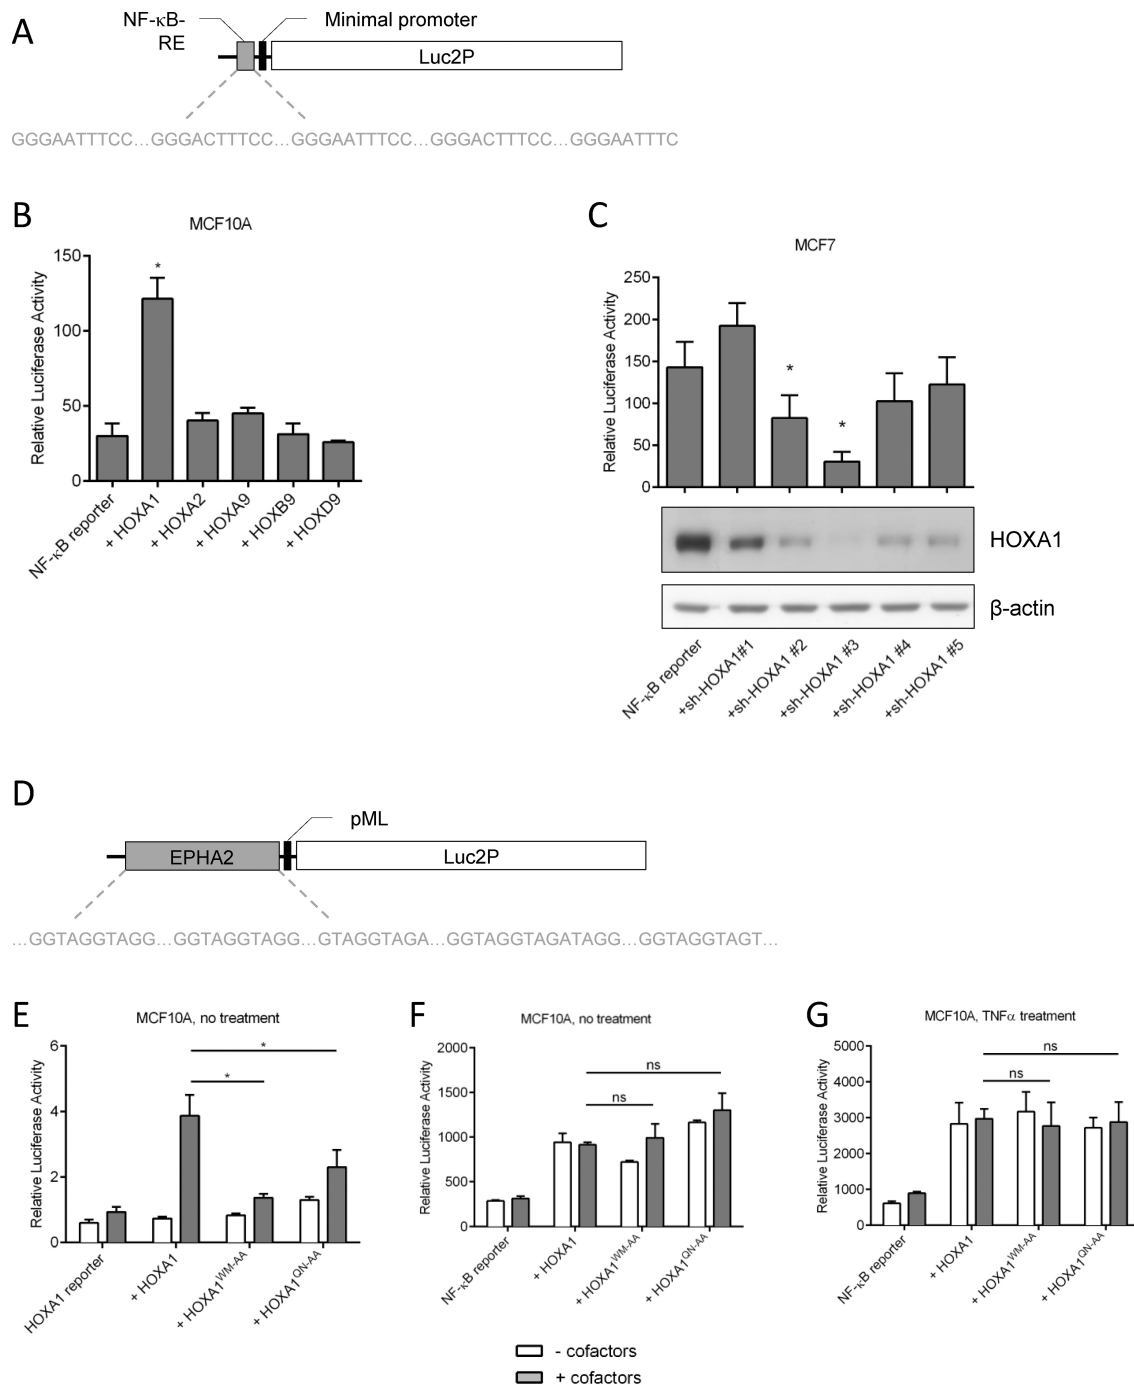 A
NF-κB-
RE
Minimal promoter
Luc2P
GGGAATTTCC...GGGACTTTCC...GGGAATTTCC...GGGACTTTCC...GGGAATTTC
B
MCF10A
Relative Luciferase Activity
150
100
50
0
*
NF-κB reporter
+ HOXA1
+ HOXA2
+ HOXA9
+ HOXB9
+ HOXD9
C
MCF7
Relative Luciferase Activity
250
200
150
100
50
0
*
*
HOXA1
β-actin
NF-κB reporter
+sh-HOXA1#1
+sh-HOXA1 #2
+sh-HOXA1 #3
+sh-HOXA1 #4
+sh-HOXA1 #5
D
pML
EPHA2
Luc2P
...GGTAGGTAGG...GGTAGGTAGG...GTAGGTAGA...GGTAGGTAGATAGG...GGTAGGTAGT...
E
MCF10A, no treatment
Relative Luciferase Activity
6
4
2
0
*
*
HOXA1 reporter
+ HOXA1
+ HOXA1WM-AA
+ HOXA1QN-AA
F
MCF10A, no treatment
Relative Luciferase Activity
2000
1500
1000
500
0
ns
ns
NF-κB reporter
+ HOXA1
+ HOXA1WM-AA
+ HOXA1QN-AA
G
MCF10A, TNFα treatment
Relative Luciferase Activity
5000
4000
3000
2000
1000
0
ns
ns
NF-κB reporter
+ HOXA1
+ HOXA1WM-AA
+ HOXA1QN-AA
- cofactors
+ cofactors